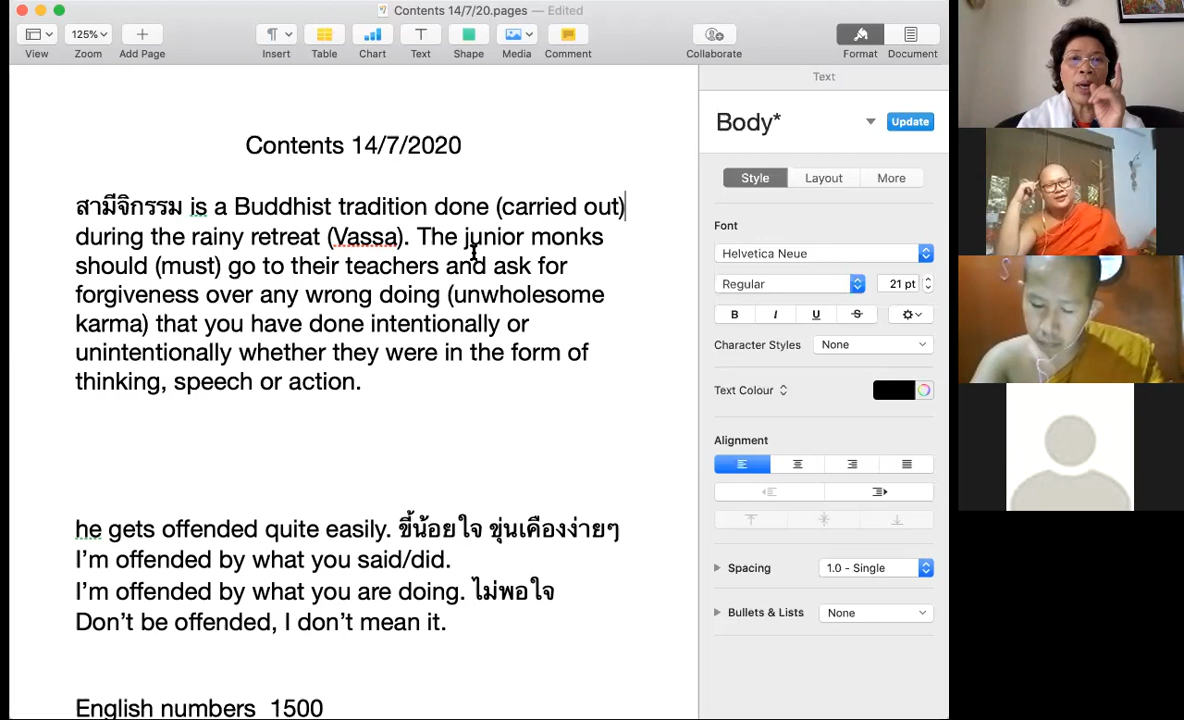 Contents 14/7/20.pages — Edited
125%
View
Zoom
Add Page
Insert
Table
Chart
Text
Shape
Media
Comment
Collaborate
Format
Document
Contents 14/7/2020
สามีจิกรรม is a Buddhist tradition done (carried out)
during the rainy retreat (Vassa). The junior monks
should (must) go to their teachers and ask for
forgiveness over any wrong doing (unwholesome
karma) that you have done intentionally or
unintentionally whether they were in the form of
thinking, speech or action.
he gets offended quite easily. ขี้น้อยใจ ขุ่นเคืองง่ายๆ
I’m offended by what you said/did.
I’m offended by what you are doing. ไม่พอใจ
Don’t be offended, I don’t mean it.
English numbers 1500
Text
Body*
Update
Style
Layout
More
Font
Helvetica Neue
Regular
21 pt
B I U S
Character Styles
None
Text Colour
Alignment
Spacing
1.0 - Single
Bullets & Lists
None